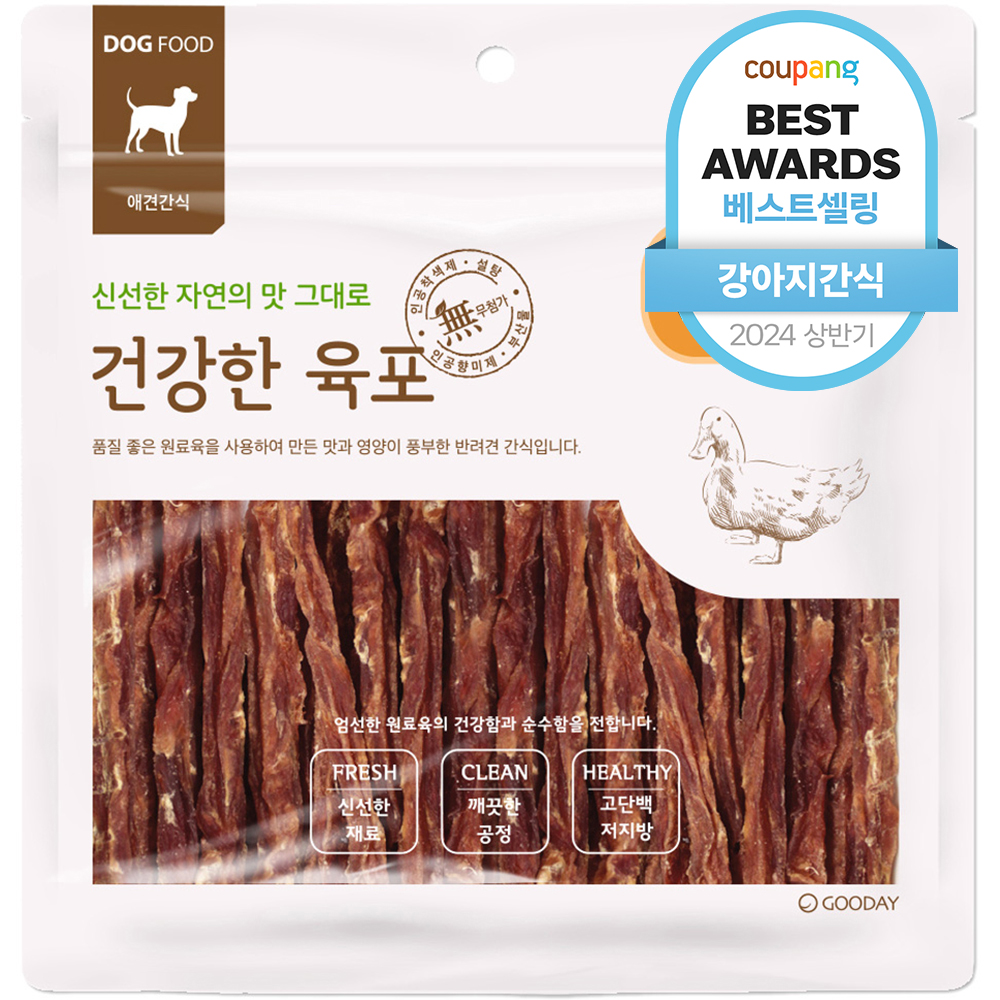 DOG FOOD
애견간식
coupang
BEST
AWARDS
베스트셀링
강아지간식
2024 상반기
신선한 자연의 맛 그대로
인공착색제 · 설탕 · 부산물 · 인공향미제 ·
無 무첨가
건강한 육포
품질 좋은 원료육을 사용하여 만든 맛과 영양이 풍부한 반려견 간식입니다.
엄선한 원료육의 건강함과 순수함을 전합니다.
FRESH
신선한
재료
CLEAN
깨끗한
공정
HEALTHY
고단백
저지방
GOODAY